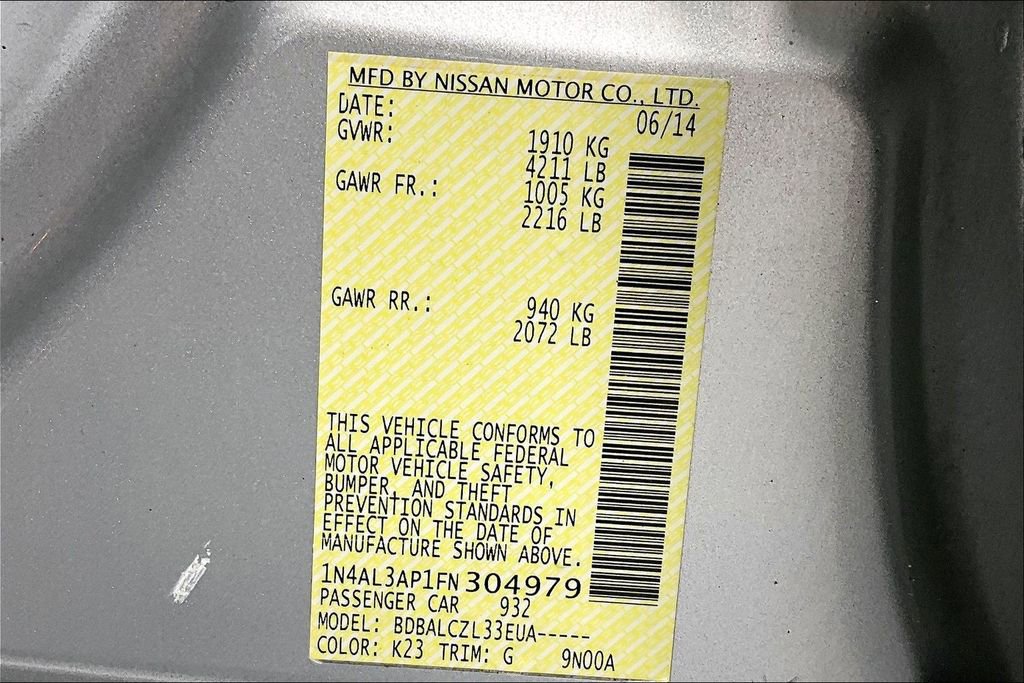 MFD BY NISSAN MOTOR CO., LTD.
DATE: 06/14
GVWR: 1910 KG
4211 LB
GAWR FR.: 1005 KG
2216 LB
GAWR RR.: 940 KG
2072 LB
THIS VEHICLE CONFORMS TO
ALL APPLICABLE FEDERAL
MOTOR VEHICLE SAFETY,
BUMPER, AND THEFT
PREVENTION STANDARDS IN
EFFECT ON THE DATE OF
MANUFACTURE SHOWN ABOVE.
1N4AL3AP1FN304979
PASSENGER CAR 932
MODEL: BDBALCZL33EUA-----
COLOR: K23 TRIM: G 9N00A